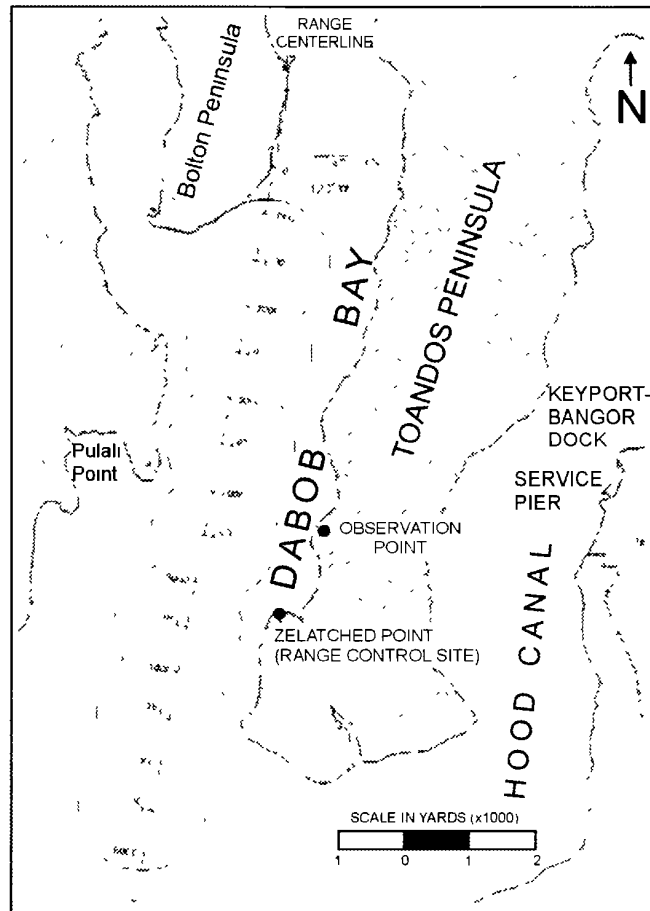 RANGE
CENTERLINE
Bolton Peninsula
N
BAY
TOANDOS PENINSULA
KEYPORT-
BANGOR
DOCK
Pulali
Point
SERVICE
PIER
DABOB
OBSERVATION
POINT
HOOD CANAL
ZELATCHED POINT
(RANGE CONTROL SITE)
SCALE IN YARDS (x1000)
1 0 1 2